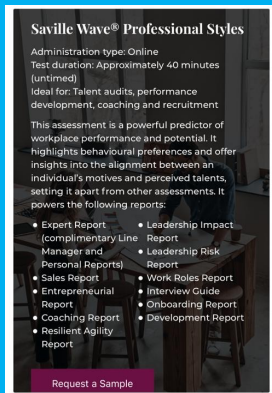 Saville Wave® Professional Styles
Administration type: Online
Test duration: Approximately 40 minutes
(untimed)
Ideal for: Talent audits, performance
development, coaching and recruitment
This assessment is a powerful predictor of
workplace performance and potential. It
highlights behavioural preferences and offer
insights into the alignment between an
individual's motives and perceived talents,
setting it apart from other assessments. It
powers the following reports:
● Expert Report
(complimentary Line
Manager and
Personal Reports)
● Sales Report
● Entrepreneurial
Report
● Coaching Report
● Resilient Agility
Report
● Leadership Impact
Report
● Leadership Risk
Report
● Work Roles Report
● Interview Guide
● Onboarding Report
● Development Report
Request a Sample